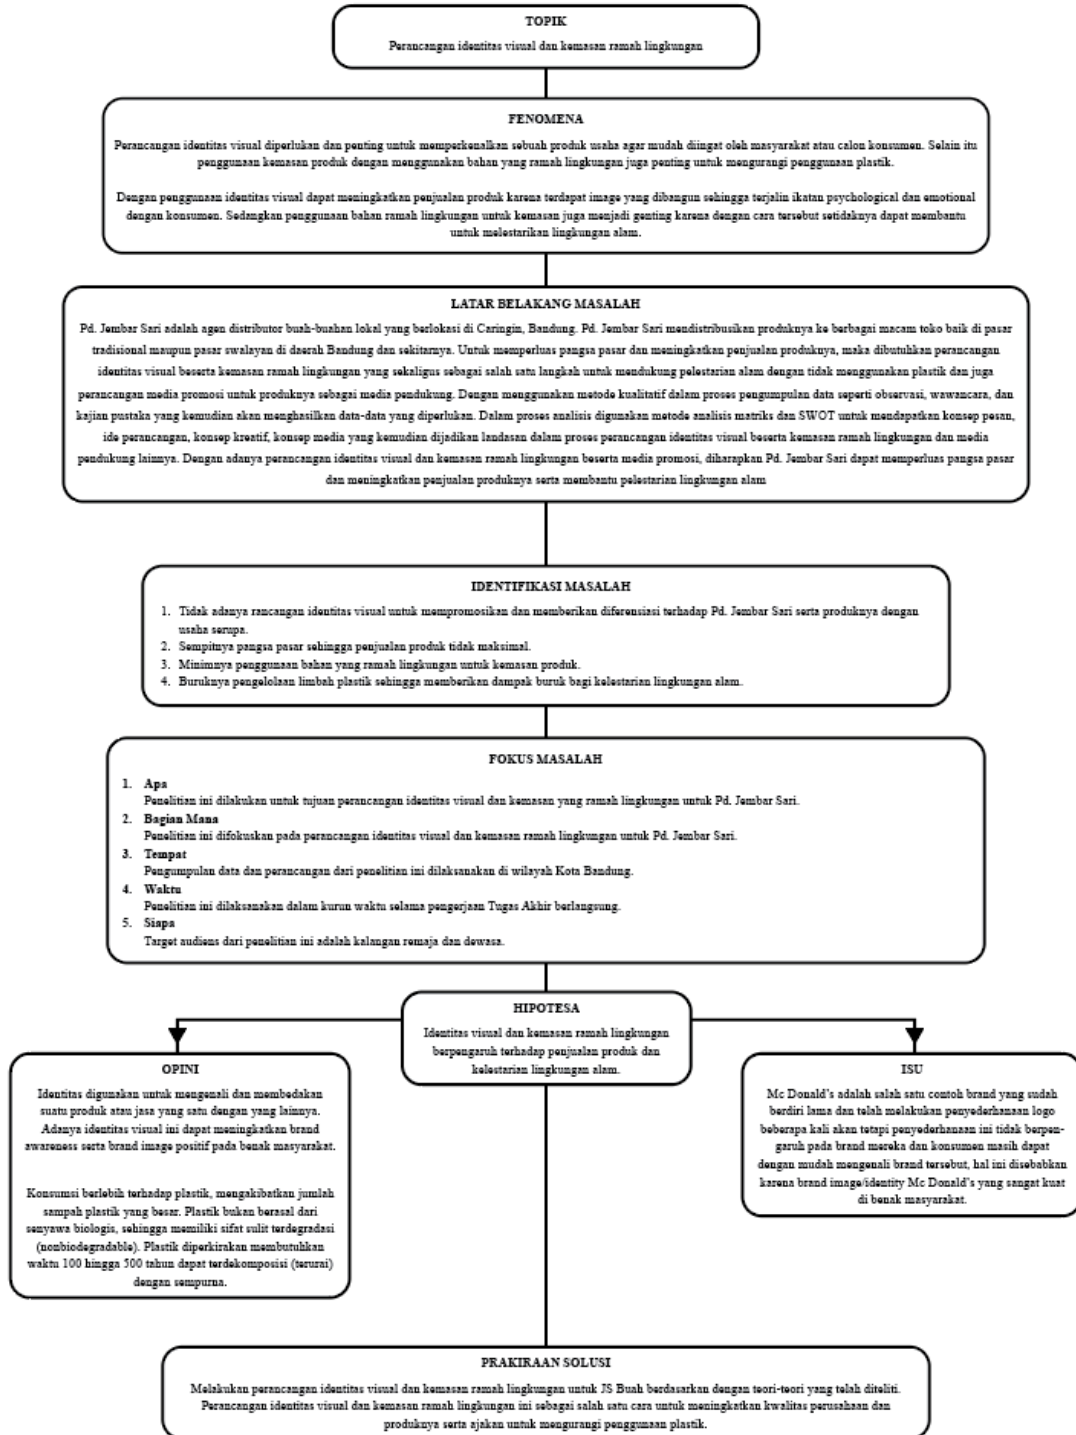 TOPIK
Perancangan identitas visual dan kemasan ramah lingkungan
FENOMENA
Perancangan identitas visual diperlukan dan penting untuk memperkenalkan sebuah produk usaha agar mudah diingat oleh masyarakat atau calon konsumen. Selain itu
penggunaan kemasan produk dengan menggunakan bahan yang ramah lingkungan juga penting untuk mengurangi penggunaan plastik.
Dengan penggunaan identitas visual dapat meningkatkan penjualan produk karena terdapat image yang dibangun sehingga terjalin ikatan psychological dan emotional
dengan konsumen. Sedangkan penggunaan bahan ramah lingkungan untuk kemasan juga menjadi genting karena dengan cara tersebut setidaknya dapat membantu
untuk melestarikan lingkungan alam.
LATAR BELAKANG MASALAH
Pd. Jembar Sari adalah agen distributor buah-buahan lokal yang berlokasi di Caringin, Bandung. Pd. Jembar Sari mendistribusikan produknya ke berbagai macam toko baik di pasar
tradisional maupun pasar swalayan di daerah Bandung dan sekitarnya. Untuk memperluas pangsa pasar dan meningkatkan penjualan produknya, maka dibutuhkan perancangan
identitas visual beserta kemasan ramah lingkungan yang sekaligus sebagai salah satu langkah untuk mendukung pelestarian alam dengan tidak menggunakan plastik dan juga
perancangan media promosi untuk produknya sebagai media pendukung. Dengan menggunakan metode kualitatif dalam proses pengumpulan data seperti observasi, wawancara, dan
kajian pustaka yang kemudian akan menghasilkan data-data yang diperlukan. Dalam proses analisis digunakan metode analisis matriks dan SWOT untuk mendapatkan konsep pesan,
ide perancangan, konsep kreatif, konsep media yang kemudian dijadikan landasan dalam proses perancangan identitas visual beserta kemasan ramah lingkungan dan media
pendukung lainnya. Dengan adanya perancangan identitas visual dan kemasan ramah lingkungan beserta media promosi, diharapkan Pd. Jembar Sari dapat memperluas pangsa pasar
dan meningkatkan penjualan produknya serta membantu pelestarian lingkungan alam
IDENTIFIKASI MASALAH
1. Tidak adanya rancangan identitas visual untuk mempromosikan dan memberikan diferensiasi terhadap Pd. Jembar Sari serta produknya dengan
usaha serupa.
2. Sempitnya pangsa pasar sehingga penjualan produk tidak maksimal.
3. Minimnya penggunaan bahan yang ramah lingkungan untuk kemasan produk.
4. Buruknya pengelolaan limbah plastik sehingga memberikan dampak buruk bagi kelestarian lingkungan alam.
FOKUS MASALAH
1. Apa
Penelitian ini dilakukan untuk tujuan perancangan identitas visual dan kemasan yang ramah lingkungan untuk Pd. Jembar Sari.
2. Bagian Mana
Penelitian ini difokuskan pada perancangan identitas visual dan kemasan ramah lingkungan untuk Pd. Jembar Sari.
3. Tempat
Pengumpulan data dan perancangan dari penelitian ini dilaksanakan di wilayah Kota Bandung.
4. Waktu
Penelitian ini dilaksanakan dalam kurun waktu selama pengerjaan Tugas Akhir berlangsung.
5. Siapa
Target audiens dari penelitian ini adalah kalangan remaja dan dewasa.
HIPOTESA
Identitas visual dan kemasan ramah lingkungan
berpengaruh terhadap penjualan produk dan
kelestarian lingkungan alam.
OPINI
Identitas digunakan untuk mengenali dan membedakan
suatu produk atau jasa yang satu dengan yang lainnya.
Adanya identitas visual ini dapat meningkatkan brand
awareness serta brand image positif pada benak masyarakat.
Konsumsi berlebih terhadap plastik, mengakibatkan jumlah
sampah plastik yang besar. Plastik bukan berasal dari
senyawa biologis, sehingga memiliki sifat sulit terdegradasi
(nonbiodegradable). Plastik diperkirakan membutuhkan
waktu 100 hingga 500 tahun dapat terdekomposisi (terurai)
dengan sempurna.
ISU
Mc Donald's adalah salah satu contoh brand yang sudah
berdiri lama dan telah melakukan penyederhanaan logo
beberapa kali akan tetapi penyederhanaan ini tidak berpen-
garuh pada brand mereka dan konsumen masih dapat
dengan mudah mengenali brand tersebut, hal ini disebabkan
karena brand image/identity Mc Donald's yang sangat kuat
di benak masyarakat.
PRAKIRAAN SOLUSI
Melakukan perancangan identitas visual dan kemasan ramah lingkungan untuk JS Buah berdasarkan dengan teori-teori yang telah diteliti.
Perancangan identitas visual dan kemasan ramah lingkungan ini sebagai salah satu cara untuk meningkatkan kwalitas perusahaan dan
produknya serta ajakan untuk mengurangi penggunaan plastik.